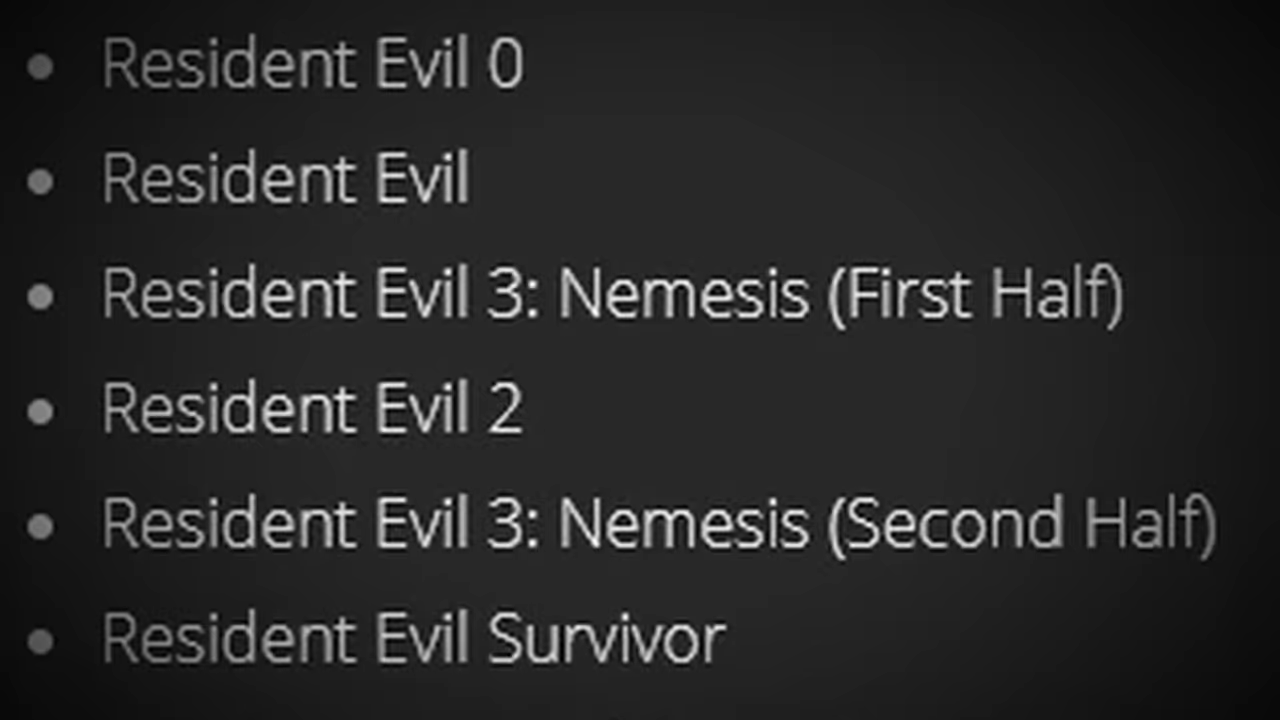 Resident Evil 0
Resident Evil
Resident Evil 3: Nemesis (First Half)
Resident Evil 2
Resident Evil 3: Nemesis (Second Half)
Resident Evil Survivor